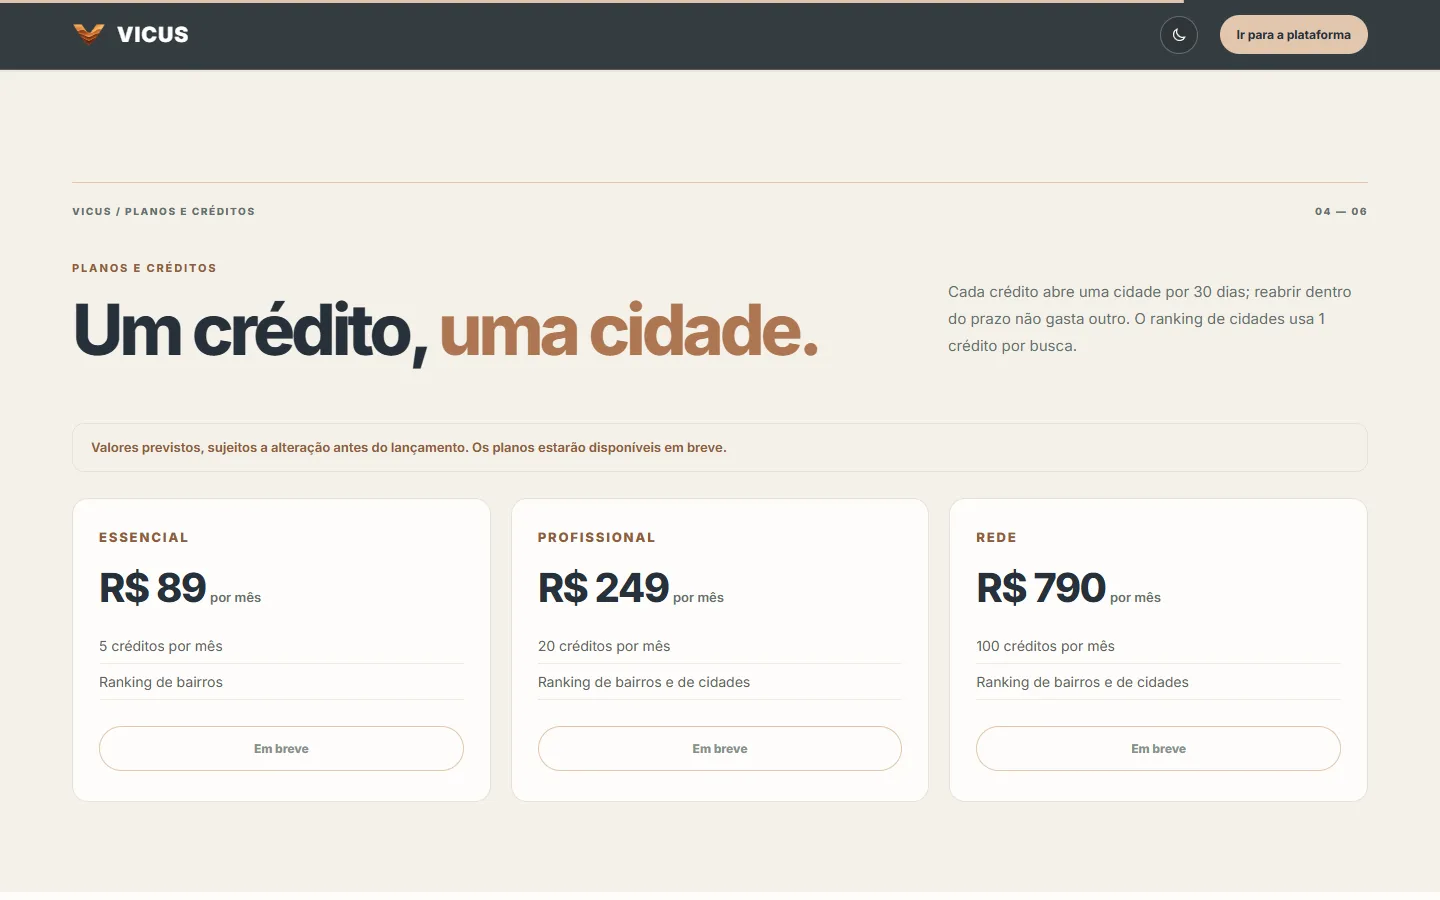 VICUS
Ir para a plataforma
VICUS / PLANOS E CRÉDITOS
04 — 06
PLANOS E CRÉDITOS
Um crédito, uma cidade.
Cada crédito abre uma cidade por 30 dias; reabrir dentro
do prazo não gasta outro. O ranking de cidades usa 1
crédito por busca.
Valores previstos, sujeitos a alteração antes do lançamento. Os planos estarão disponíveis em breve.
ESSENCIAL
R$ 89 por mês
5 créditos por mês
Ranking de bairros
Em breve
PROFISSIONAL
R$ 249 por mês
20 créditos por mês
Ranking de bairros e de cidades
Em breve
REDE
R$ 790 por mês
100 créditos por mês
Ranking de bairros e de cidades
Em breve